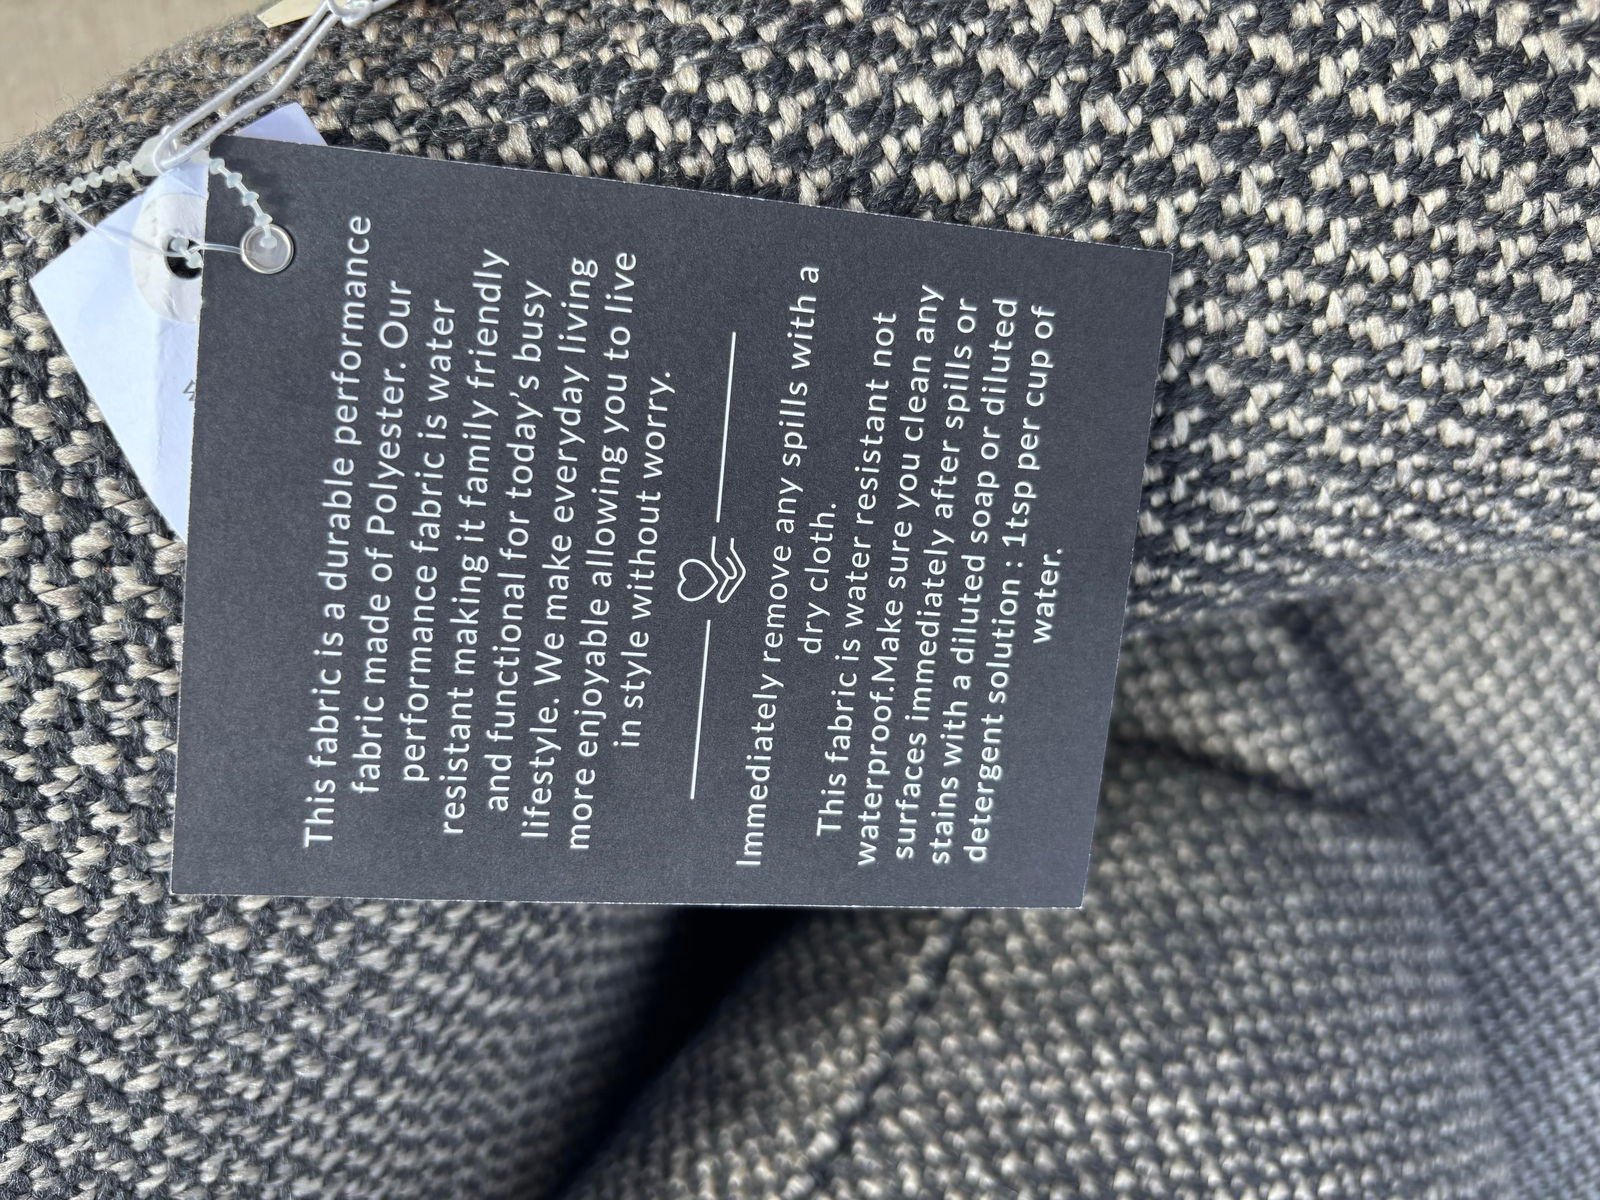 This fabric is a durable performance
fabric made of Polyester. Our
performance fabric is water
resistant making it family friendly
and functional for today's busy
lifestyle. We make everyday living
more enjoyable allowing you to live
in style without worry.
Immediately remove any spills with a
dry cloth.
This fabric is water resistant not
waterproof.Make sure you clean any
surfaces immediately after spills or
stains with a diluted soap or diluted
detergent solution : 1tsp per cup of
water.